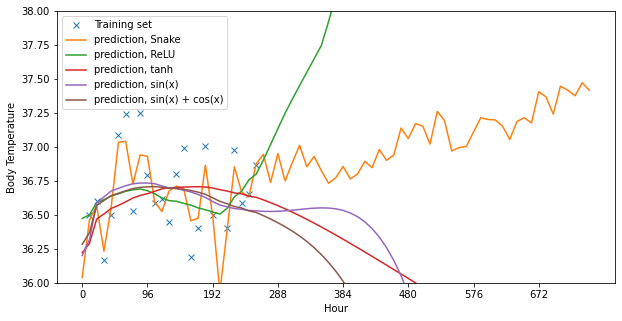 38.00
37.75
37.50
37.25
37.00
36.75
36.50
36.25
36.00
Body Temperature
Training set
prediction, Snake
prediction, ReLU
prediction, tanh
prediction, sin(x)
prediction, sin(x) + cos(x)
0 96 192 288 384 480 576 672
Hour